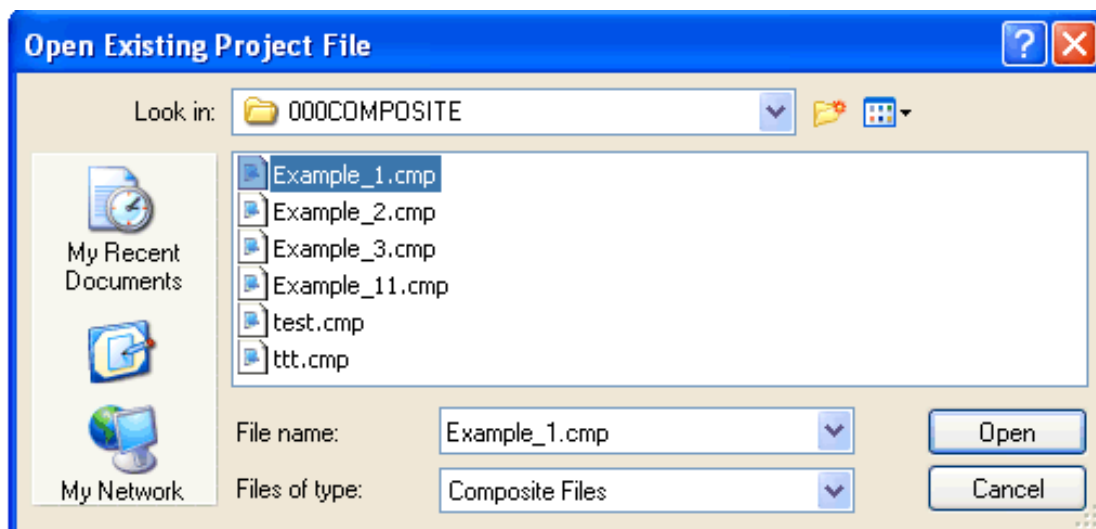 Open Existing Project File
Look in: 000COMPOSITE
Example_1.cmp
Example_2.cmp
Example_3.cmp
Example_11.cmp
test.cmp
ttt.cmp
My Recent
Documents
My Network
File name: Example_1.cmp Open
Files of type: Composite Files Cancel